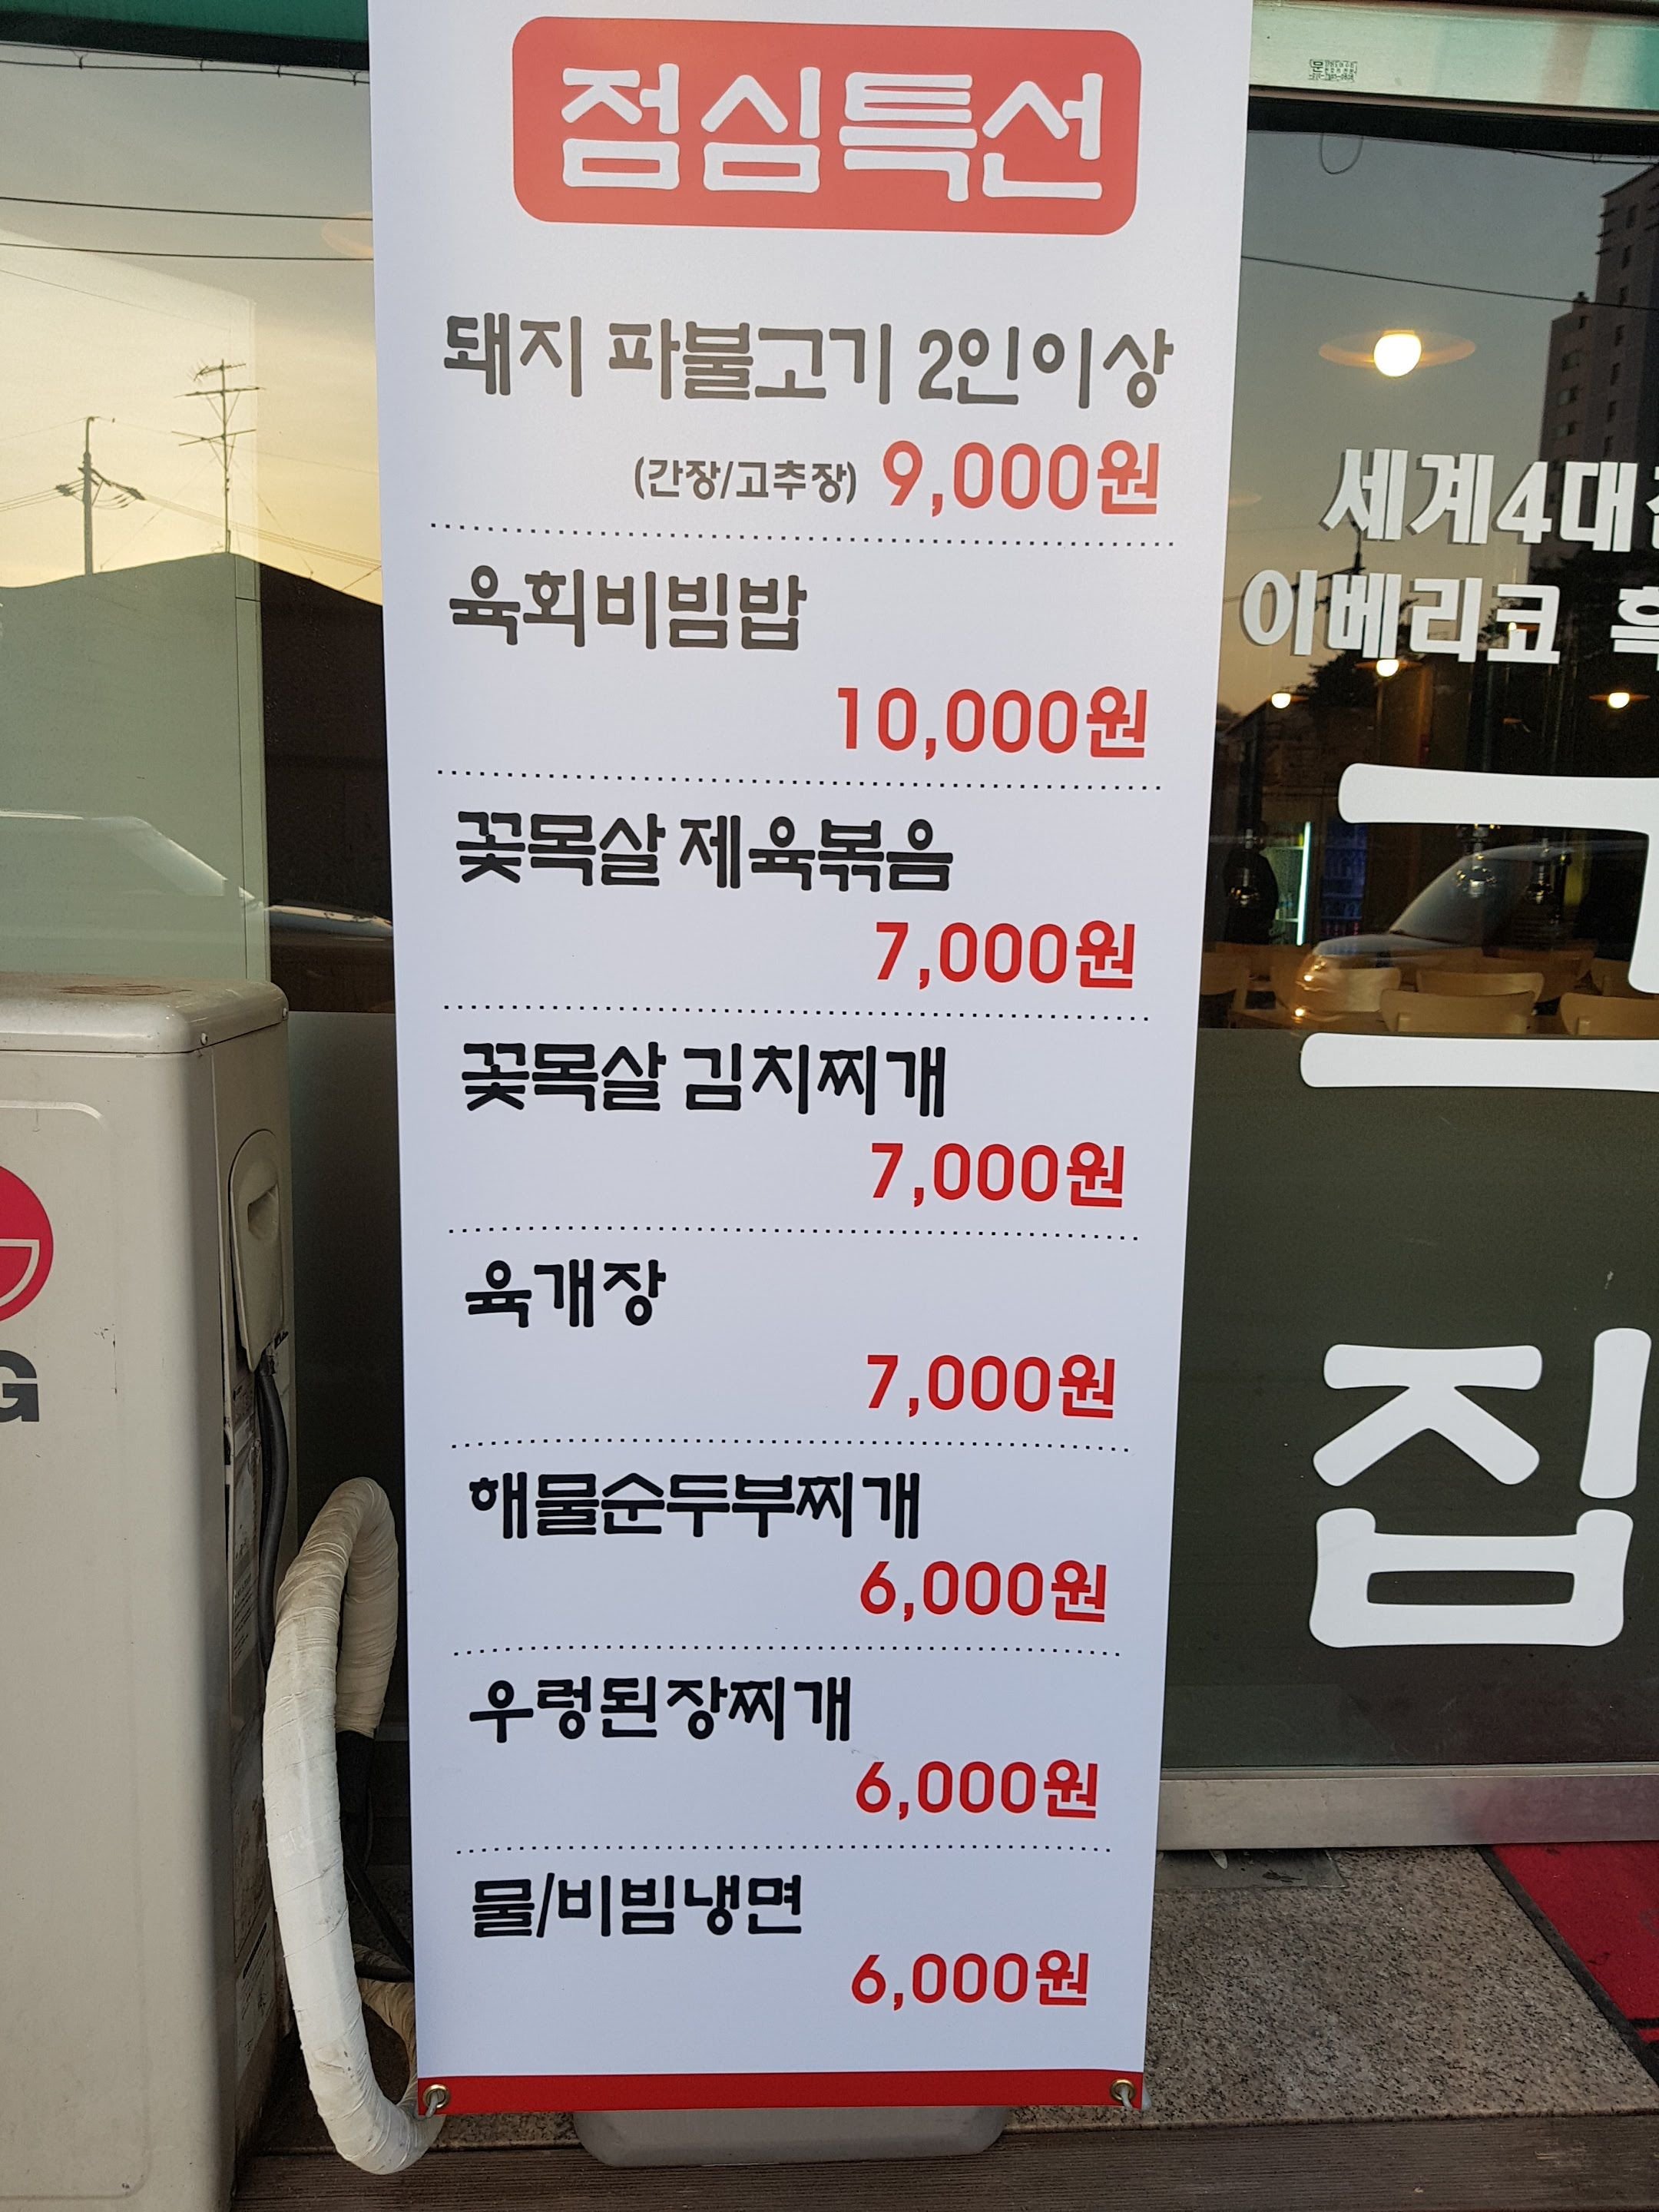 점심특선
돼지 파불고기 2인이상
(간장/고추장) 9,000원
육회비빔밥
10,000원
꽃목살 제육볶음
7,000원
꽃목살 김치찌개
7,000원
육개장
7,000원
해물순두부찌개
6,000원
우렁된장찌개
6,000원
물/비빔냉면
6,000원
세계4대
이베리코
집